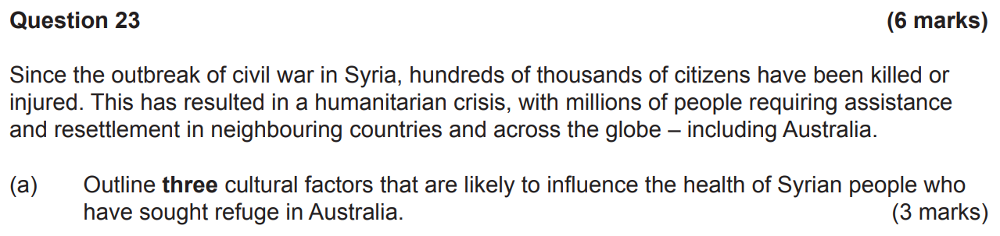 Question 23 (6 marks)
Since the outbreak of civil war in Syria, hundreds of thousands of citizens have been killed or
injured. This has resulted in a humanitarian crisis, with millions of people requiring assistance
and resettlement in neighbouring countries and across the globe – including Australia.
(a) Outline three cultural factors that are likely to influence the health of Syrian people who
have sought refuge in Australia. (3 marks)